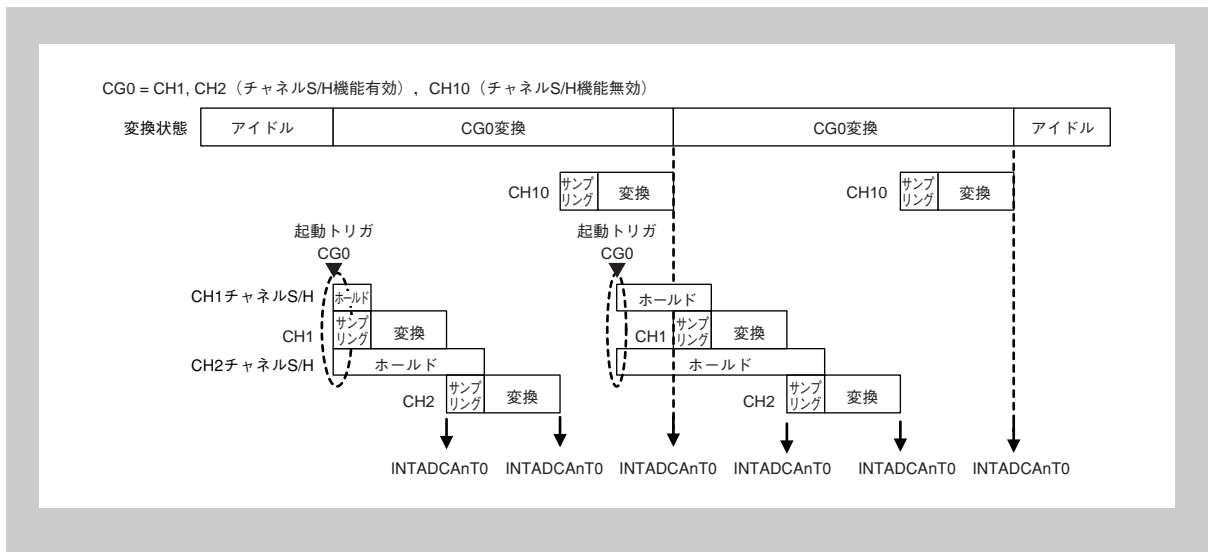 CG0 = CH1, CH2（チャネルS/H機能有効）, CH10（チャネルS/H機能無効）
変換状態 アイドル CG0変換 CG0変換 アイドル
CH10 サンプリング 変換 CH10 サンプリング 変換
起動トリガ 起動トリガ
CG0 CG0
CH1チャネルS/H ホールド ホールド
CH1 サンプリング 変換 CH1 サンプリング 変換
CH2チャネルS/H ホールド ホールド
CH2 サンプリング 変換 CH2 サンプリング 変換
INTADCAnT0 INTADCAnT0 INTADCAnT0 INTADCAnT0 INTADCAnT0 INTADCAnT0